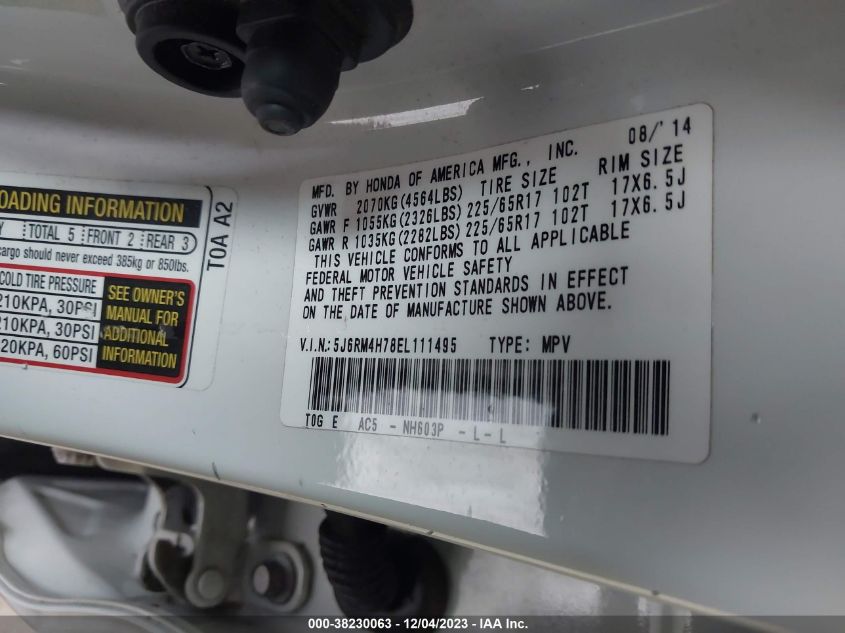 OADING INFORMATION
Y TOTAL 5 FRONT 2 REAR 3
cargo should never exceed 385kg or 850lbs.
COLD TIRE PRESSURE
210KPA, 30PSI
210KPA, 30PSI
20KPA, 60PSI
SEE OWNER'S
MANUAL FOR
ADDITIONAL
INFORMATION
T0A A2
MFD. BY HONDA OF AMERICA MFG., INC. 08/'14
GVWR 2070KG(4564LBS) TIRE SIZE RIM SIZE
GAWR F 1055KG(2326LBS) 225/65R17 102T 17X6.5J
GAWR R 1035KG(2282LBS) 225/65R17 102T 17X6.5J
THIS VEHICLE CONFORMS TO ALL APPLICABLE
FEDERAL MOTOR VEHICLE SAFETY
AND THEFT PREVENTION STANDARDS IN EFFECT
ON THE DATE OF MANUFACTURE SHOWN ABOVE.
V.I.N.: 5J6RM4H78EL111495 TYPE: MPV
T0G E AC5 - NH603P - L - L
000-38230063 - 12/04/2023 - IAA Inc.